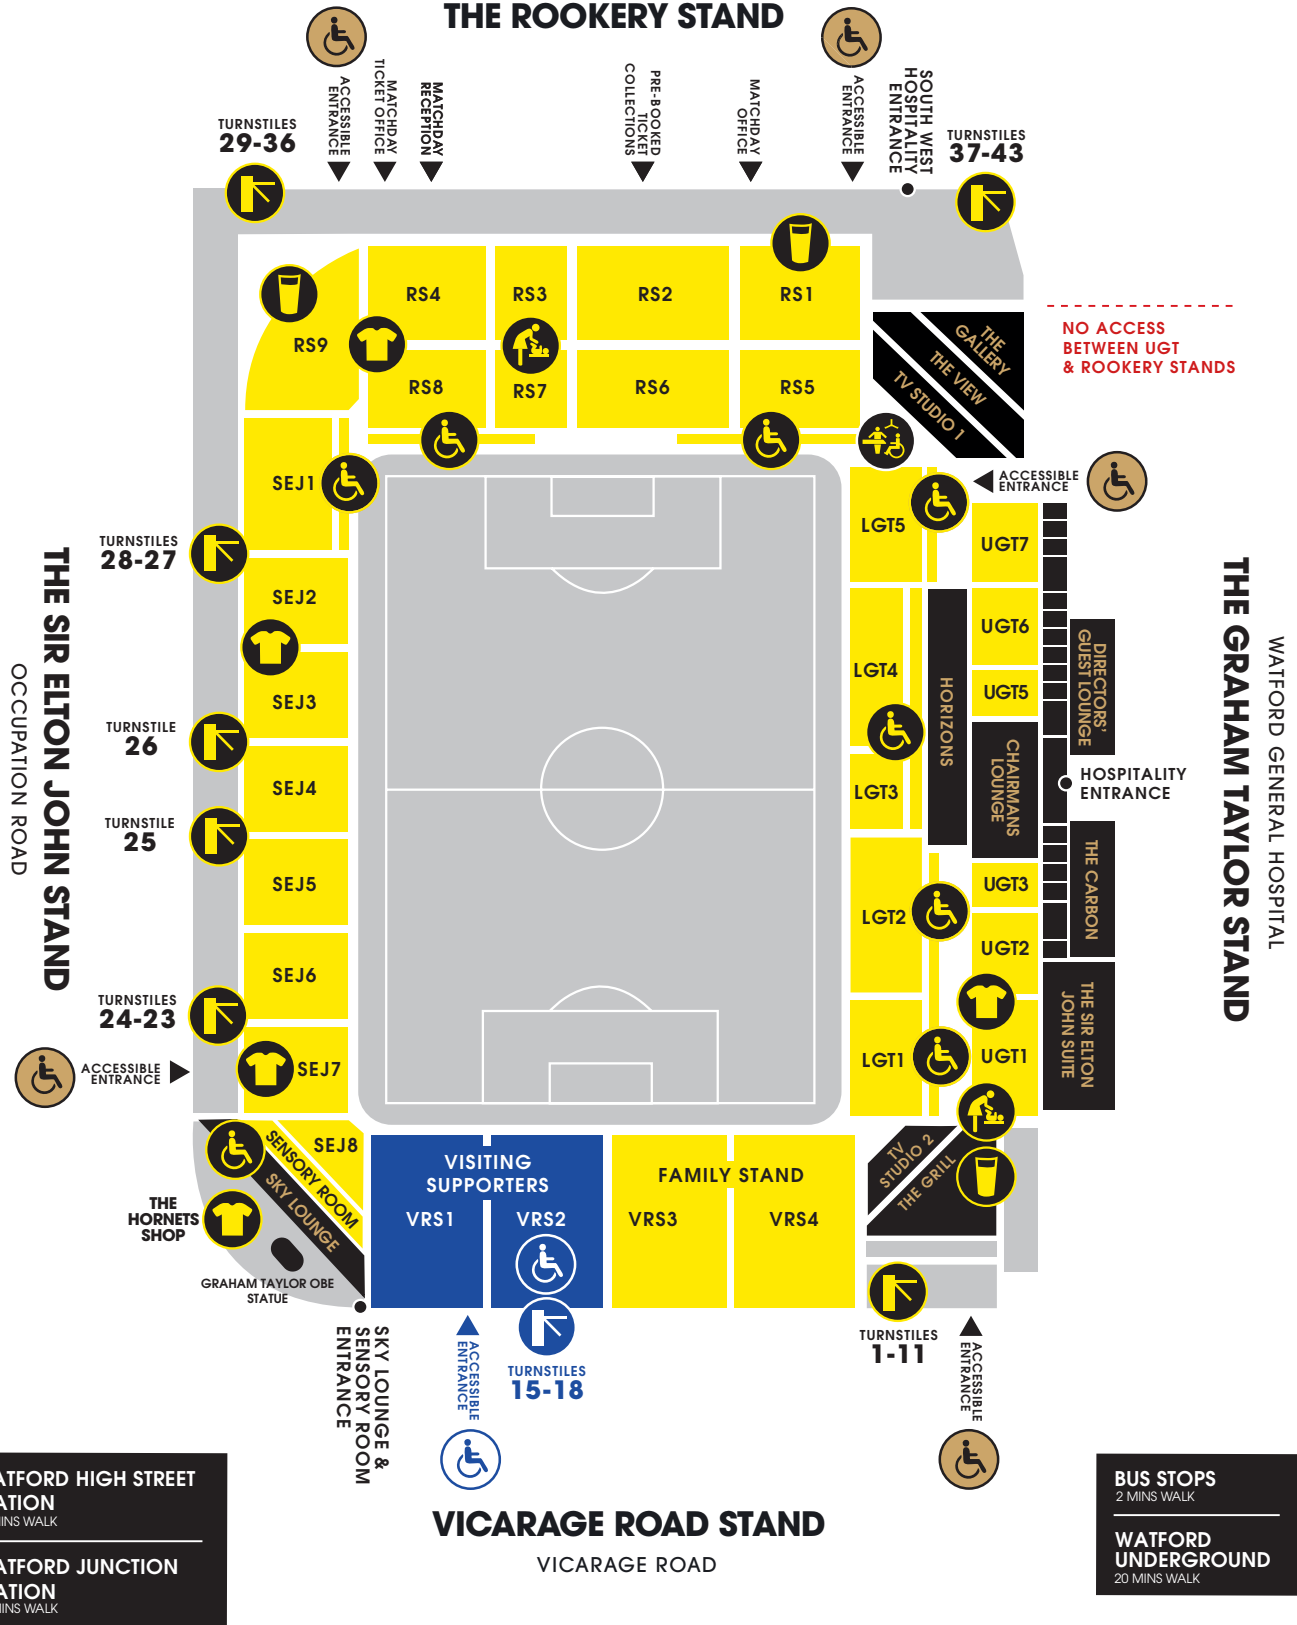 THE ROOKERY STAND
ACCESSIBLE
ENTRANCE
MATCHDAY
TICKET OFFICE
MATCHDAY
RECEPTION
PRE-BOOKED
TICKET
COLLECTIONS
MATCHDAY
OFFICE
ACCESSIBLE
ENTRANCE
SOUTH WEST
HOSPITALITY
ENTRANCE
TURNSTILES
29-36
TURNSTILES
37-43
RS4
RS3
RS2
RS1
RS9
RS8
RS7
RS6
RS5
THE
GALLERY
THE VIEW
TV STUDIO 1
NO ACCESS
BETWEEN UGT
& ROOKERY STANDS
ACCESSIBLE
ENTRANCE
SEJ1
LGT5
UGT7
TURNSTILES
28-27
SEJ2
UGT6
LGT4
UGT5
SEJ3
HORIZONS
DIRECTORS'
GUEST LOUNGE
TURNSTILE
26
CHAIRMANS
LOUNGE
HOSPITALITY
ENTRANCE
SEJ4
LGT3
TURNSTILE
25
SEJ5
UGT3
THE CARBON
LGT2
UGT2
SEJ6
TURNSTILES
24-23
THE SIR ELTON
JOHN SUITE
ACCESSIBLE
ENTRANCE
SEJ7
LGT1
UGT1
THE SIR ELTON JOHN STAND
OCCUPATION ROAD
THE GRAHAM TAYLOR STAND
WATFORD GENERAL HOSPITAL
SEJ8
SENSORY ROOM
SKY LOUNGE
THE
HORNETS
SHOP
GRAHAM TAYLOR OBE
STATUE
VISITING
SUPPORTERS
VRS1
VRS2
FAMILY STAND
VRS3
VRS4
TV
STUDIO 2
THE GRILL
SKY LOUNGE &
SENSORY ROOM
ENTRANCE
ACCESSIBLE
ENTRANCE
TURNSTILES
15-18
TURNSTILES
1-11
ACCESSIBLE
ENTRANCE
VICARAGE ROAD STAND
VICARAGE ROAD
HIGH STREET
WALK
JUNCTION
WALK
BUS STOPS
2 MINS WALK
WATFORD
UNDERGROUND
20 MINS WALK